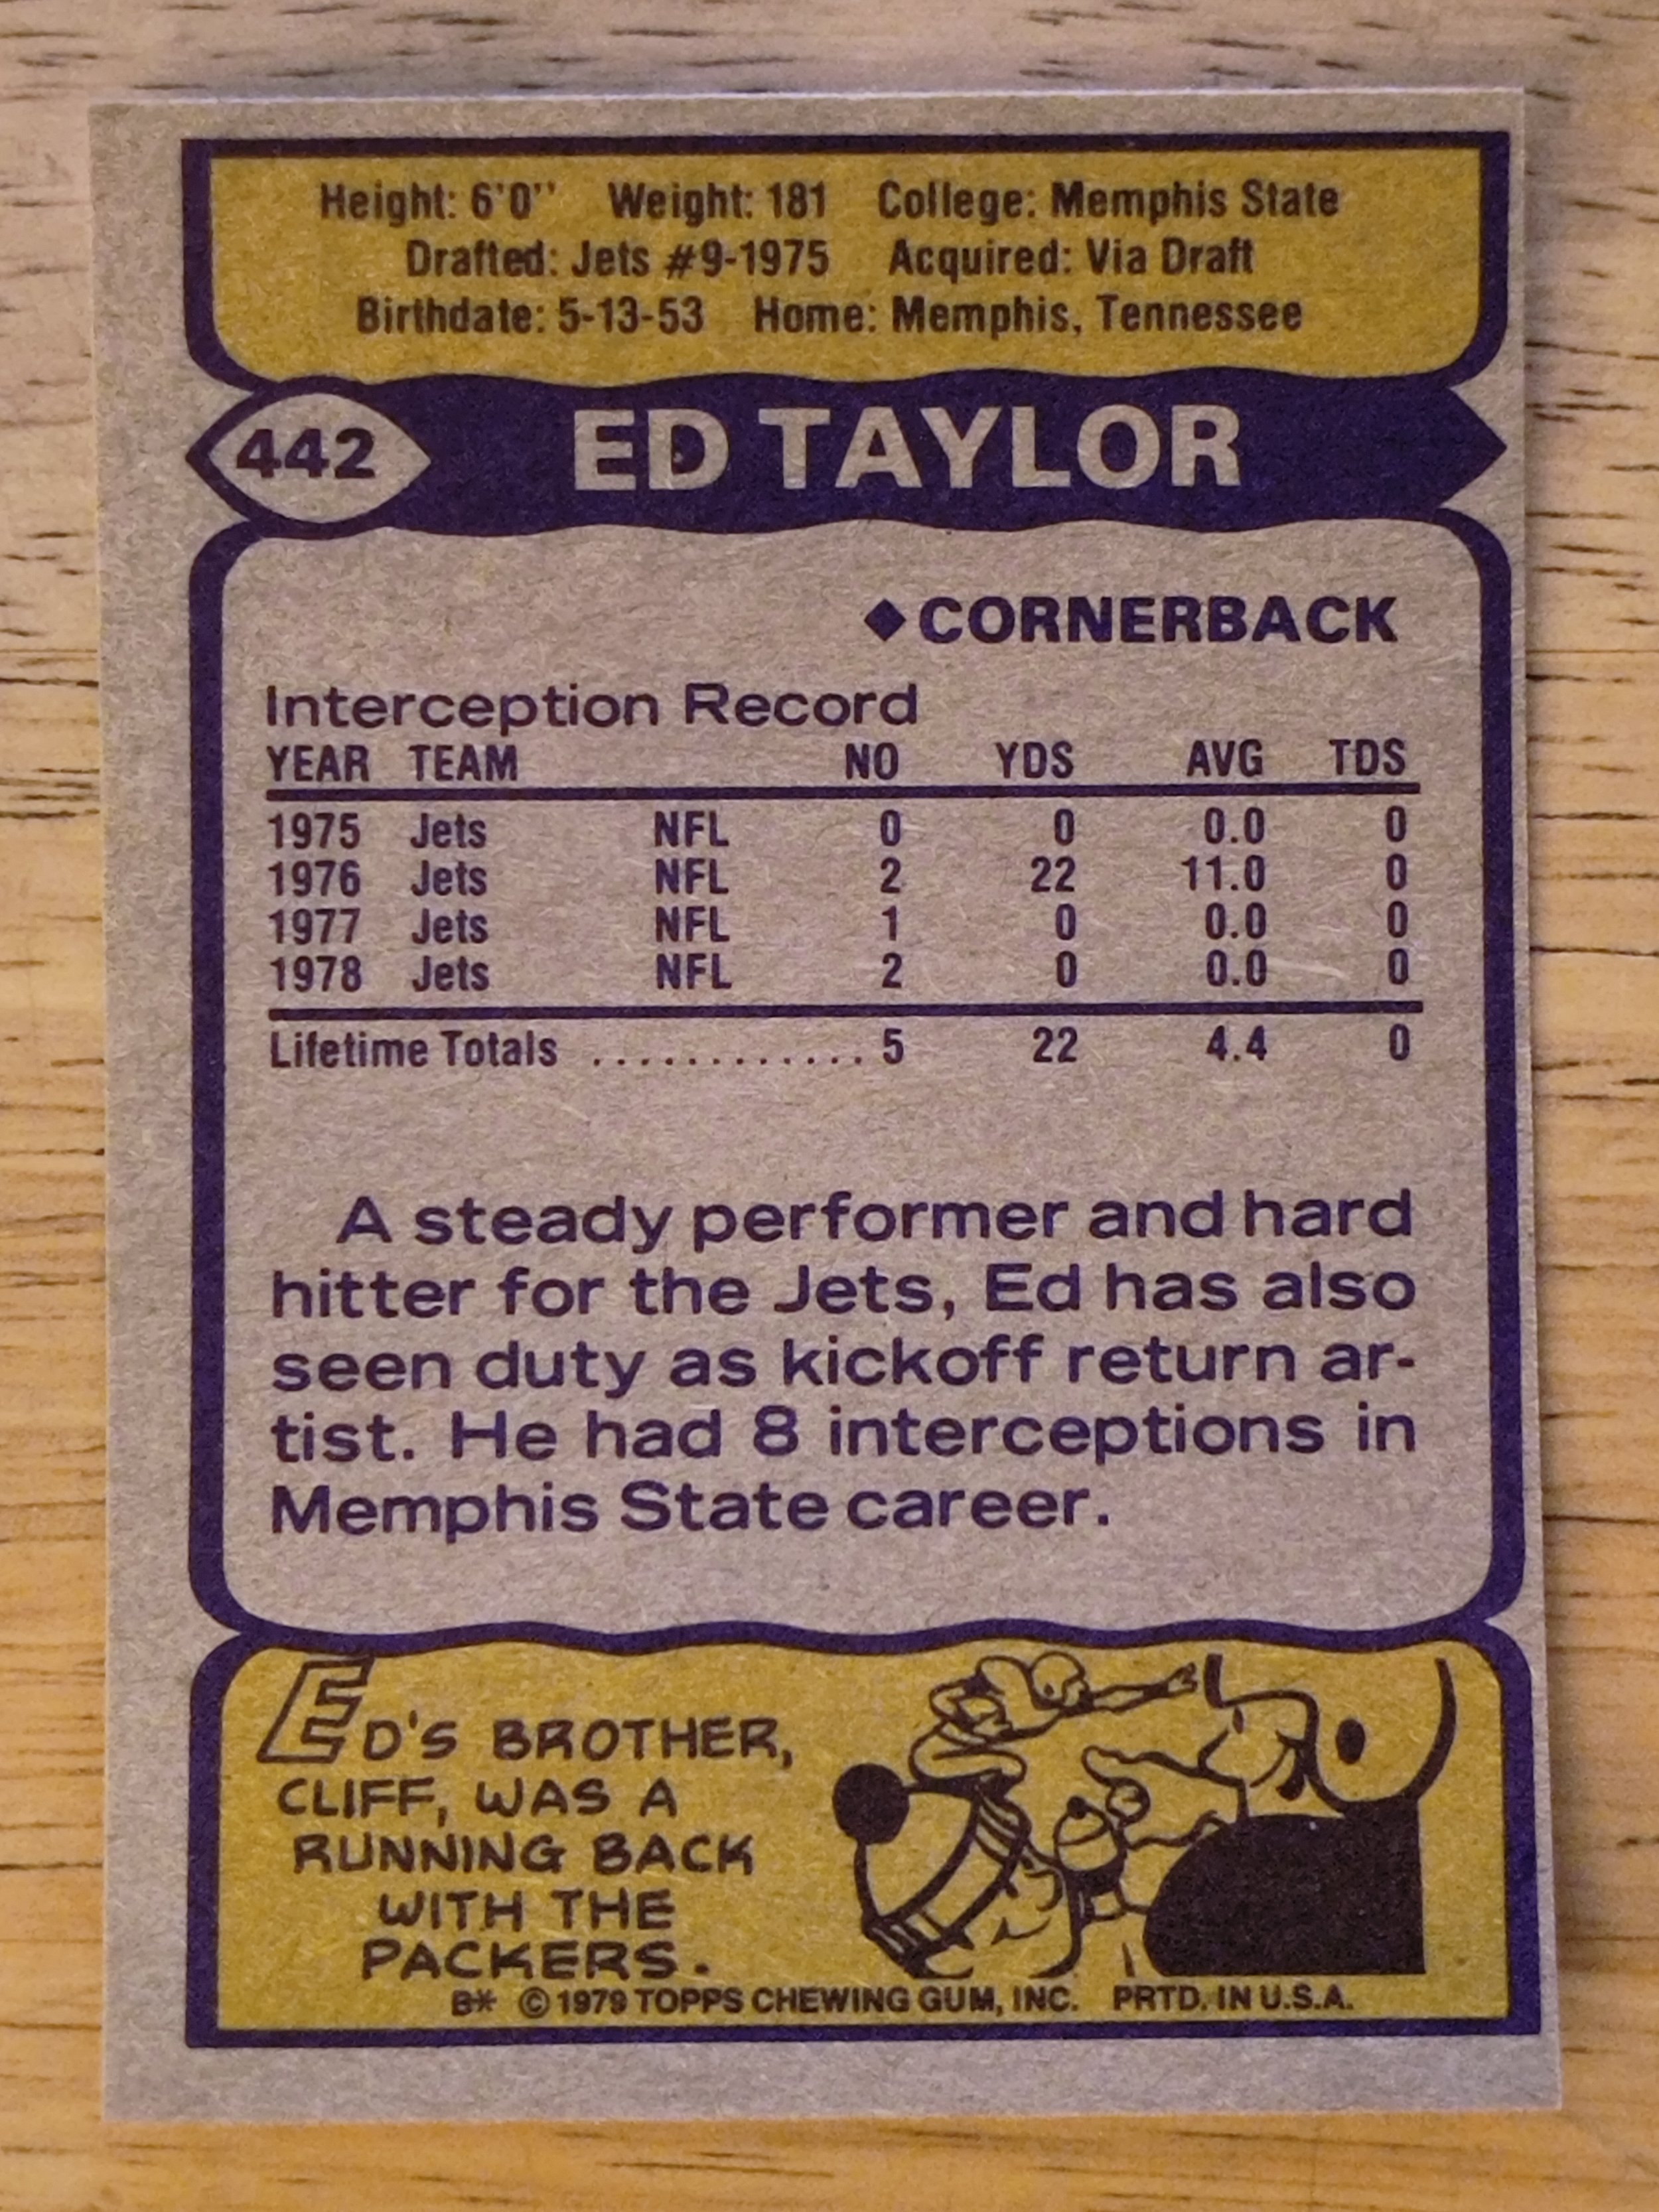 Height: 6'0'' Weight: 181 College: Memphis State
Drafted: Jets #9-1975 Acquired: Via Draft
Birthdate: 5-13-53 Home: Memphis, Tennessee
442 ED TAYLOR
◆CORNERBACK
Interception Record
YEAR TEAM NO YDS AVG TDS
1975 Jets NFL 0 0 0.0 0
1976 Jets NFL 2 22 11.0 0
1977 Jets NFL 1 0 0.0 0
1978 Jets NFL 2 0 0.0 0
Lifetime Totals ............ 5 22 4.4 0
A steady performer and hard
hitter for the Jets, Ed has also
seen duty as kickoff return ar-
tist. He had 8 interceptions in
Memphis State career.
ED'S BROTHER,
CLIFF, WAS A
RUNNING BACK
WITH THE
PACKERS.
B* © 1979 TOPPS CHEWING GUM, INC. PRTD. IN U.S.A.